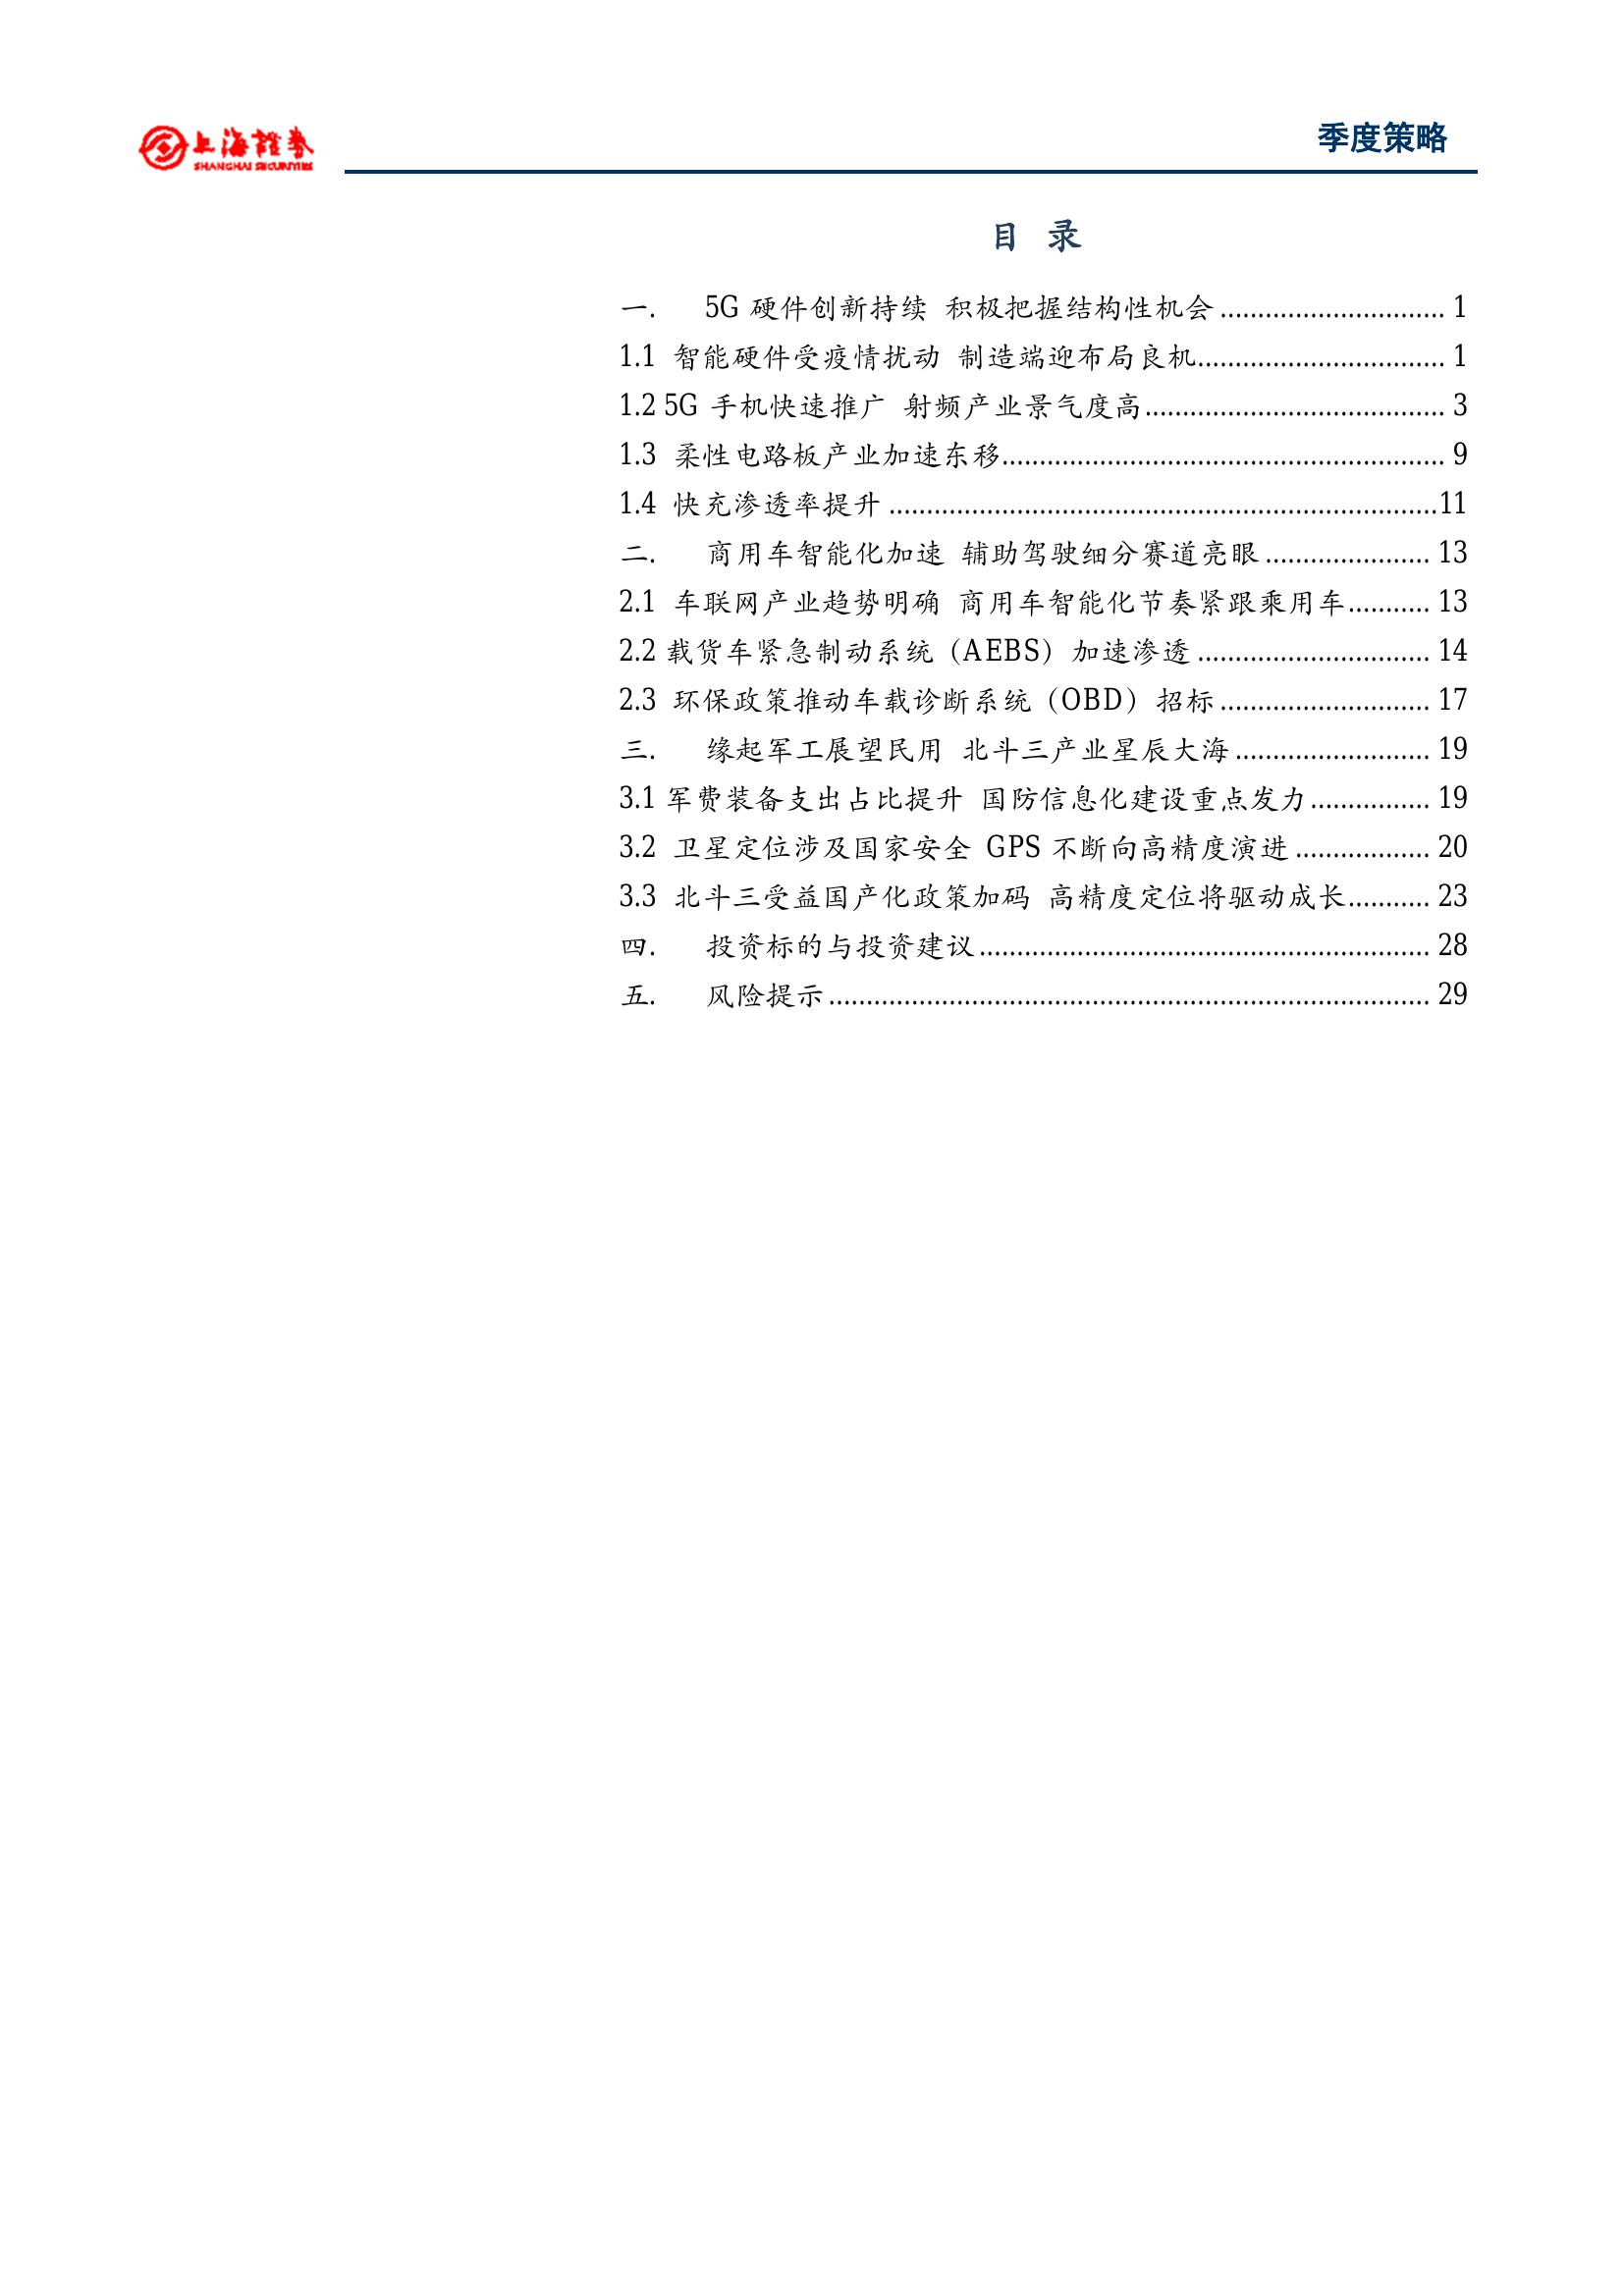 上海證券
SHANGHAI SECURITIES
季度策略
目 录
一. 5G 硬件创新持续 积极把握结构性机会.............................. 1
1.1 智能硬件受疫情扰动 制造端迎布局良机................................. 1
1.2 5G 手机快速推广 射频产业景气度高........................................ 3
1.3 柔性电路板产业加速东移........................................................... 9
1.4 快充渗透率提升.........................................................................11
二. 商用车智能化加速 辅助驾驶细分赛道亮眼...................... 13
2.1 车联网产业趋势明确 商用车智能化节奏紧跟乘用车........... 13
2.2 载货车紧急制动系统（AEBS）加速渗透............................... 14
2.3 环保政策推动车载诊断系统（OBD）招标............................ 17
三. 缘起军工展望民用 北斗三产业星辰大海.......................... 19
3.1 军费装备支出占比提升 国防信息化建设重点发力................ 19
3.2 卫星定位涉及国家安全 GPS 不断向高精度演进.................. 20
3.3 北斗三受益国产化政策加码 高精度定位将驱动成长........... 23
四. 投资标的与投资建议............................................................ 28
五. 风险提示................................................................................ 29